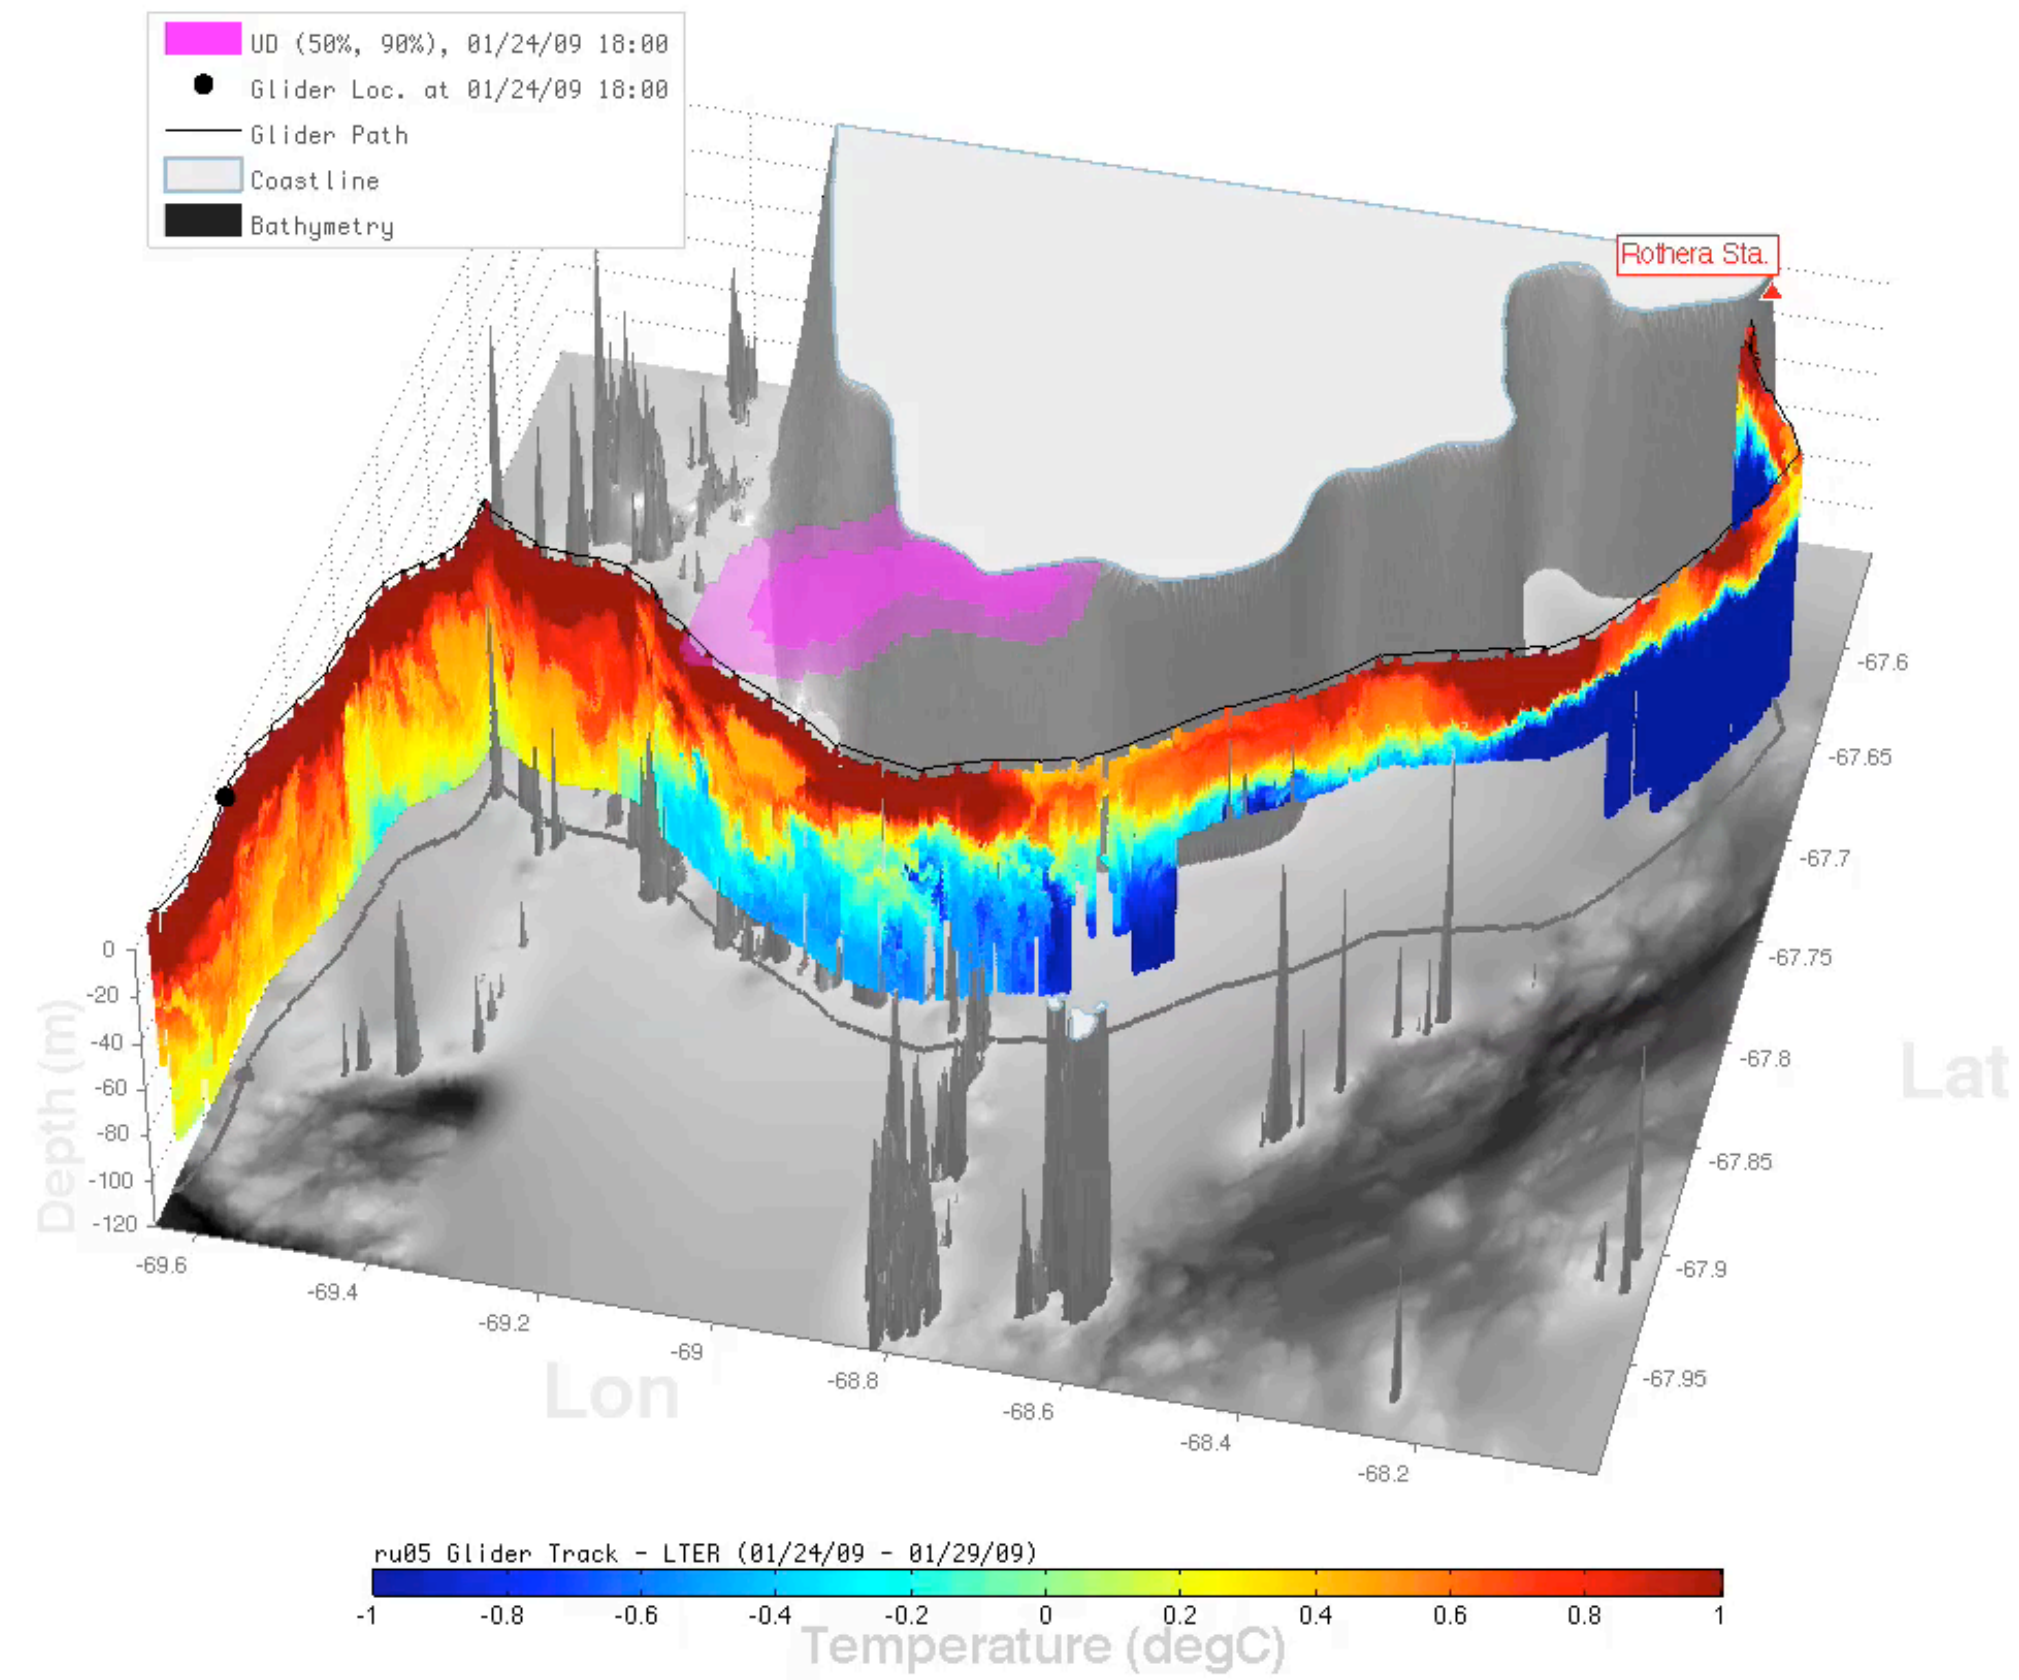 UD (50%, 90%), 01/24/09 18:00
Glider Loc. at 01/24/09 18:00
Glider Path
Coastline
Bathymetry
Rothera Sta.
-67.6
-67.65
-67.7
-67.75
-67.8
-67.85
-67.9
-67.95
Lat
0
-20
-40
-60
-80
-100
-120
Depth (m)
-69.6
-69.4
-69.2
-69
-68.8
-68.6
-68.4
-68.2
Lon
ru05 Glider Track - LTER (01/24/09 - 01/29/09)
-1 -0.8 -0.6 -0.4 -0.2 0 0.2 0.4 0.6 0.8 1
Temperature (degC)